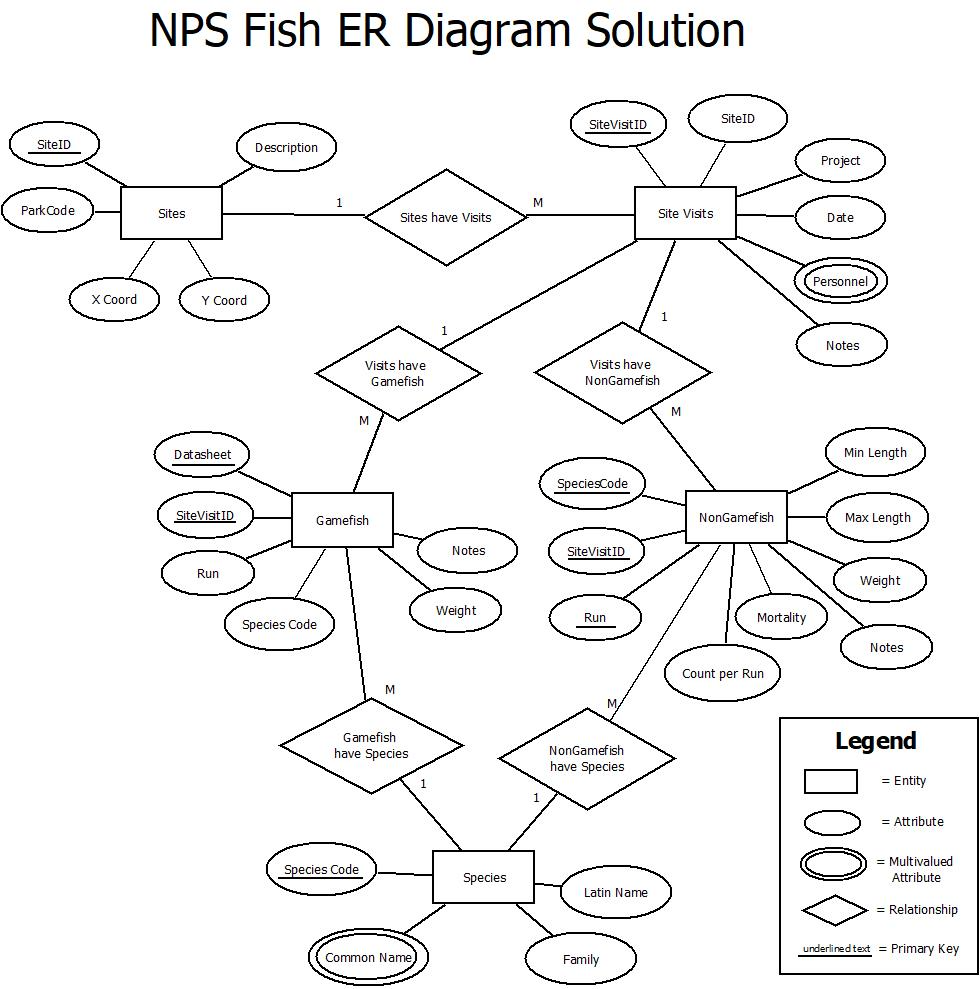 NPS Fish ER Diagram Solution
SiteID
Description
ParkCode
Sites
X Coord
Y Coord
1
Sites have Visits
M
SiteVisitID
SiteID
Site Visits
Project
Date
Personnel
Notes
1
Visits have
Gamefish
M
1
Visits have
NonGamefish
M
Datasheet
SiteVisitID
Run
Species Code
Gamefish
Notes
Weight
SpeciesCode
SiteVisitID
Run
NonGamefish
Min Length
Max Length
Weight
Mortality
Notes
Count per Run
M
Gamefish
have Species
1
M
NonGamefish
have Species
1
Species Code
Species
Latin Name
Common Name
Family
Legend
= Entity
= Attribute
= Multivalued
Attribute
= Relationship
underlined text = Primary Key